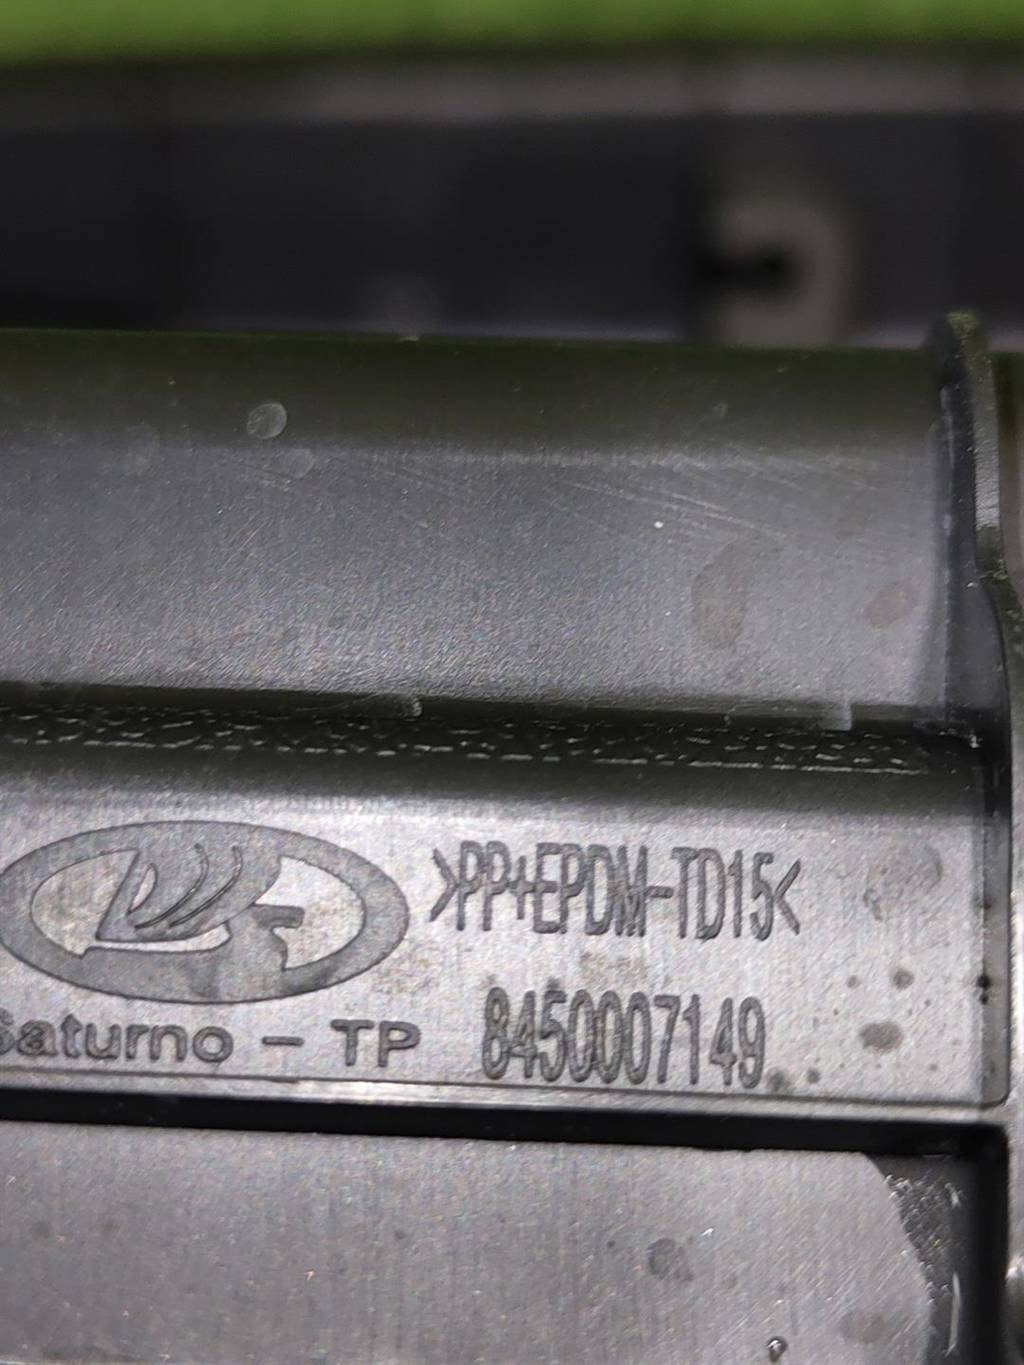 >PP+EPDM-TD15<
Saturno - TP 8450007149